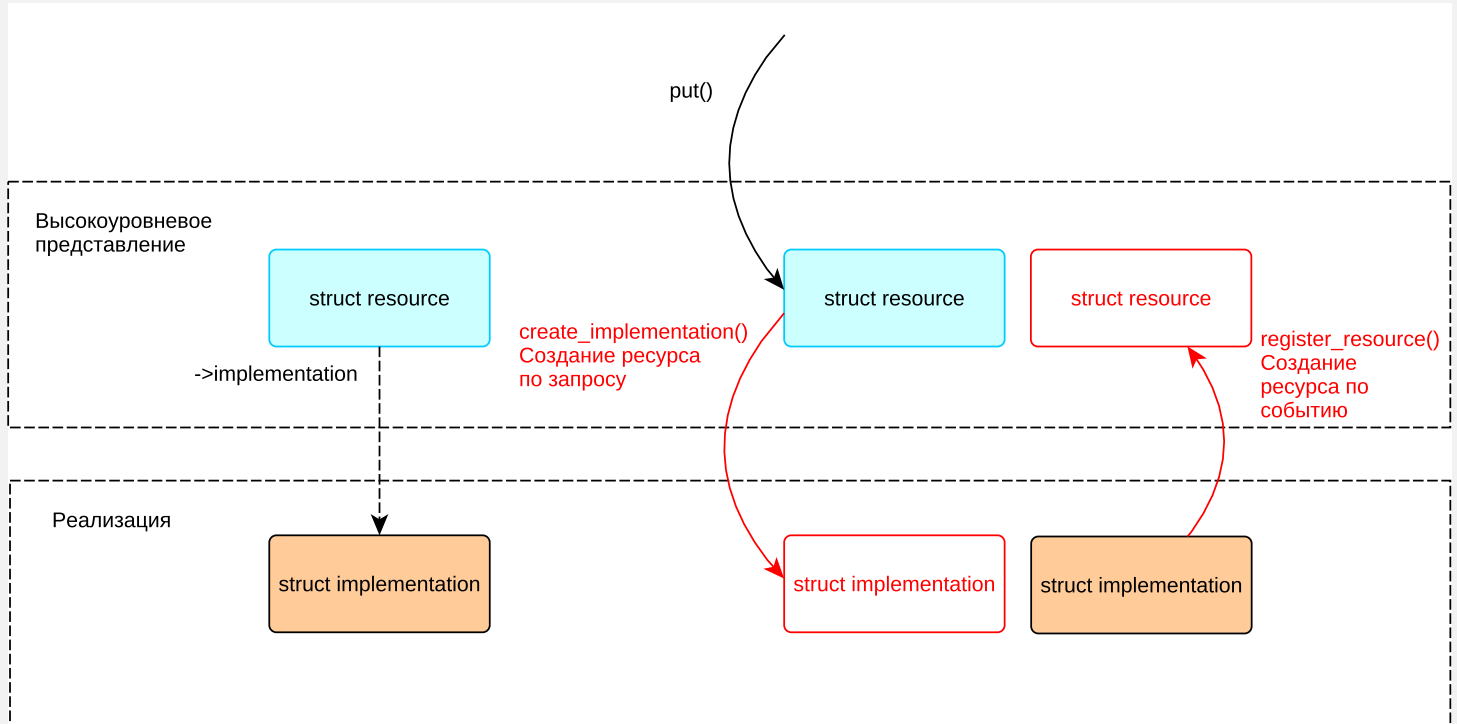 put()
Высокоуровневое
представление
struct resource
struct resource
struct resource
create_implementation()
Создание ресурса
по запросу
register_resource()
Создание
ресурса по
событию
->implementation
Реализация
struct implementation
struct implementation
struct implementation